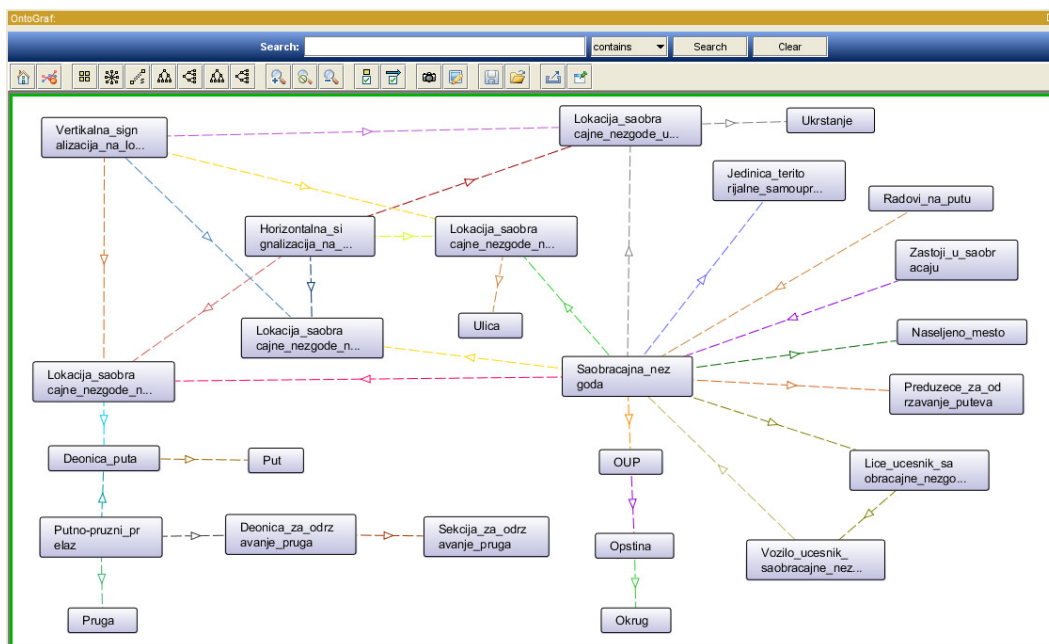 OntoGraf:
Search:
contains
Search
Clear
Vertikalna_sign
alizacija_na_lo...
Lokacija_saobra
cajne_nezgode_u...
Ukrstanje
Jedinica_terito
rijalne_samoupr...
Radovi_na_putu
Horizontalna_si
gnalizacija_na_...
Lokacija_saobra
cajne_nezgode_n...
Zastoji_u_saobr
acaju
Ulica
Lokacija_saobra
cajne_nezgode_n...
Naseljeno_mesto
Lokacija_saobra
cajne_nezgode_n...
Saobracajna_nez
goda
Preduzece_za_od
rzavanje_puteva
Deonica_puta
Put
OUP
Lice_ucesnik_sa
obracajne_nezgo...
Putno-pruzni_pr
elaz
Deonica_za_odrz
avanje_pruga
Sekcija_za_odrz
avanje_pruga
Opstina
Vozilo_ucesnik_
saobracajne_nez...
Pruga
Okrug